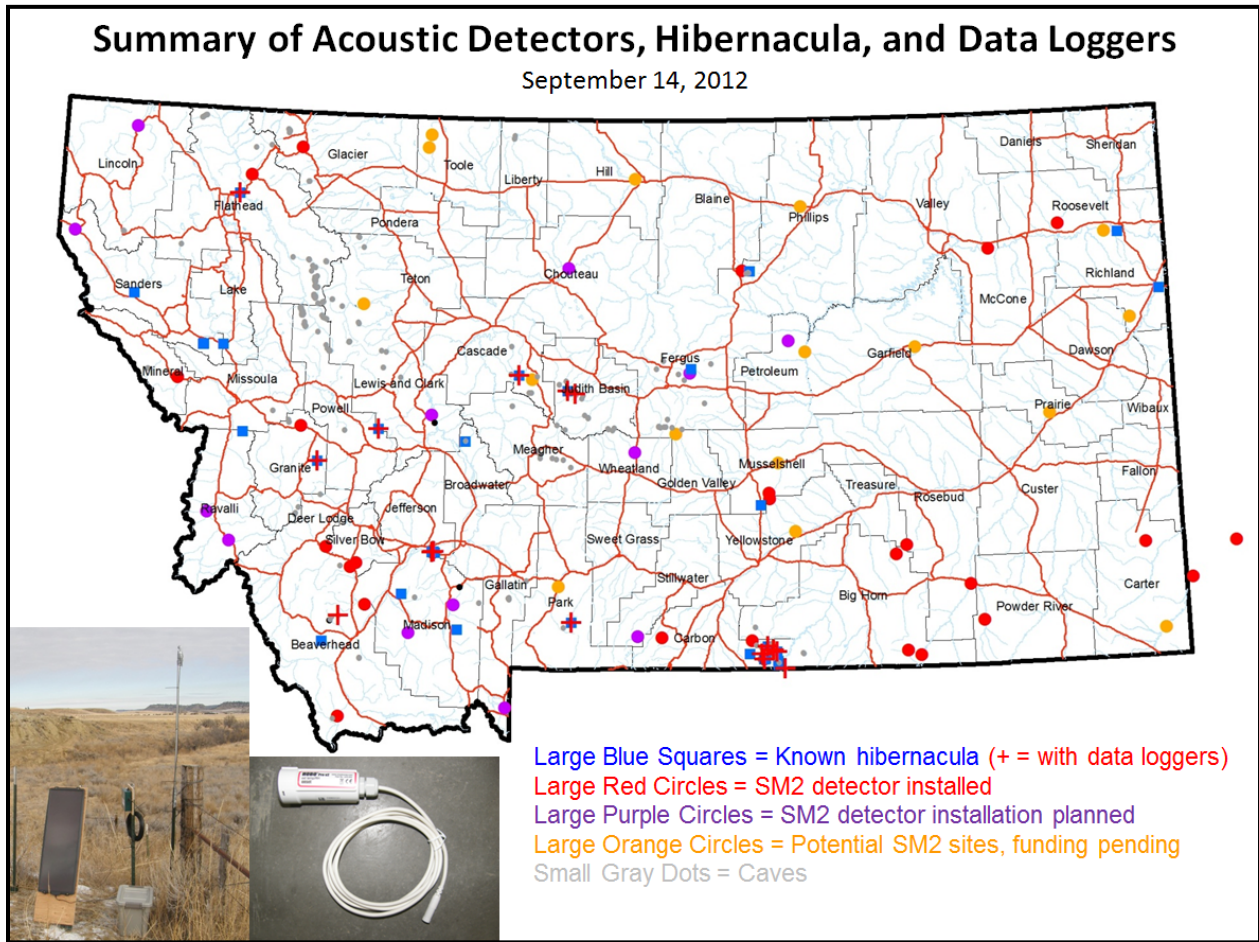 Summary of Acoustic Detectors, Hibernacula, and Data Loggers
September 14, 2012
Daniels
Sheridan
Lincoln
Glacier
Toole
Liberty
Hill
Blaine
Phillips
Valley
Roosevelt
Flathead
Pondera
Sanders
Lake
Teton
Chouteau
Richland
McCone
Mineral
Missoula
Cascade
Fergus
Garfield
Dawson
Lewis and Clark
Judith Basin
Petroleum
Powell
Prairie
Wibaux
Granite
Meagher
Wheatland
Musselshell
Golden Valley
Broadwater
Treasure
Rosebud
Custer
Fallon
Ravalli
Deer Lodge
Jefferson
Silver Bow
Sweet Grass
Yellowstone
Stillwater
Gallatin
Park
Big Horn
Powder River
Carter
Madison
Beaverhead
Carbon
Large Blue Squares = Known hibernacula (+ = with data loggers)
Large Red Circles = SM2 detector installed
Large Purple Circles = SM2 detector installation planned
Large Orange Circles = Potential SM2 sites, funding pending
Small Gray Dots = Caves